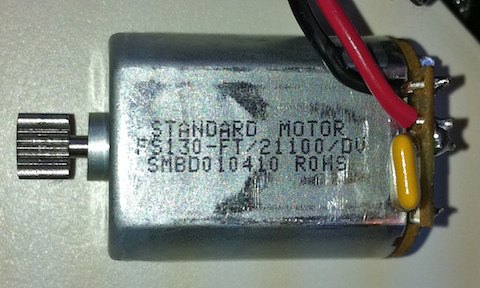 STANDARD MOTOR
FS130-FT/21100/DV
SMBD010410 ROHS